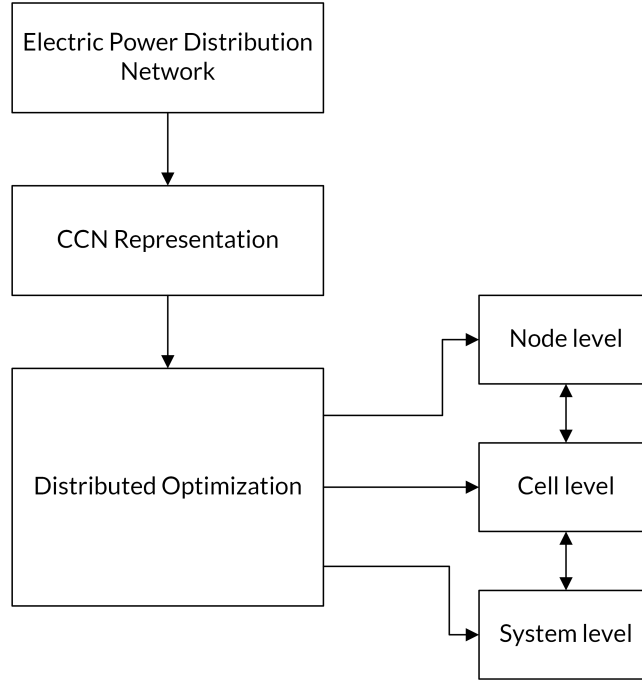 Electric Power Distribution
Network
CCN Representation
Node level
Distributed Optimization
Cell level
System level